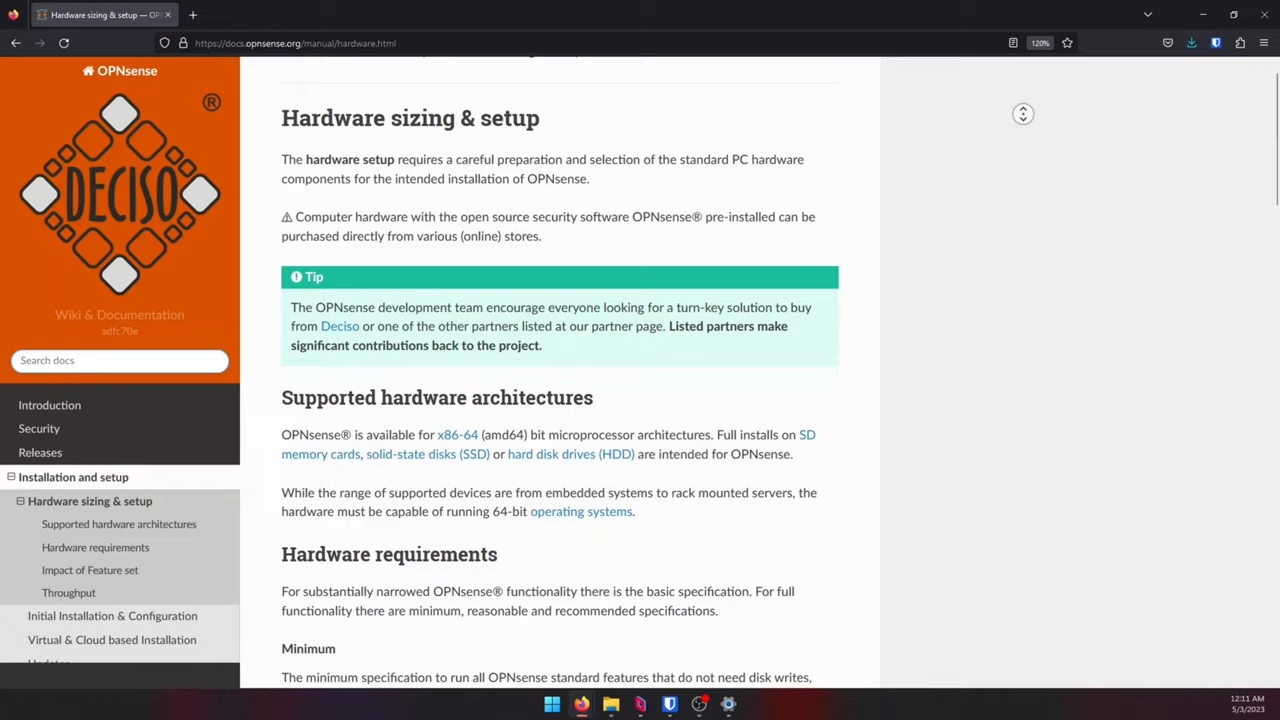 Hardware sizing & setup — OP
https://docs.opnsense.org/manual/hardware.html
120%
OPNsense
®
DECISO
Wiki & Documentation
adfc70e
Search docs
Introduction
Security
Releases
Installation and setup
Hardware sizing & setup
Supported hardware architectures
Hardware requirements
Impact of Feature set
Throughput
Initial Installation & Configuration
Virtual & Cloud based Installation
Hardware sizing & setup
The hardware setup requires a careful preparation and selection of the standard PC hardware
components for the intended installation of OPNsense.
⚠ Computer hardware with the open source security software OPNsense® pre-installed can be
purchased directly from various (online) stores.
Tip
The OPNsense development team encourage everyone looking for a turn-key solution to buy
from Deciso or one of the other partners listed at our partner page. Listed partners make
significant contributions back to the project.
Supported hardware architectures
OPNsense® is available for x86-64 (amd64) bit microprocessor architectures. Full installs on SD
memory cards, solid-state disks (SSD) or hard disk drives (HDD) are intended for OPNsense.
While the range of supported devices are from embedded systems to rack mounted servers, the
hardware must be capable of running 64-bit operating systems.
Hardware requirements
For substantially narrowed OPNsense® functionality there is the basic specification. For full
functionality there are minimum, reasonable and recommended specifications.
Minimum
The minimum specification to run all OPNsense standard features that do not need disk writes,
12:11 AM
5/3/2023